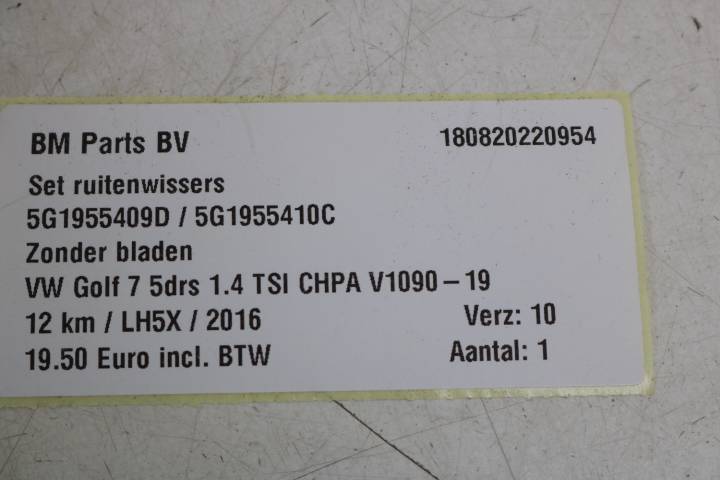 BM Parts BV 180820220954
Set ruitenwissers
5G1955409D / 5G1955410C
Zonder bladen
VW Golf 7 5drs 1.4 TSI CHPA V1090 – 19
12 km / LH5X / 2016 Verz: 10
19.50 Euro incl. BTW Aantal: 1